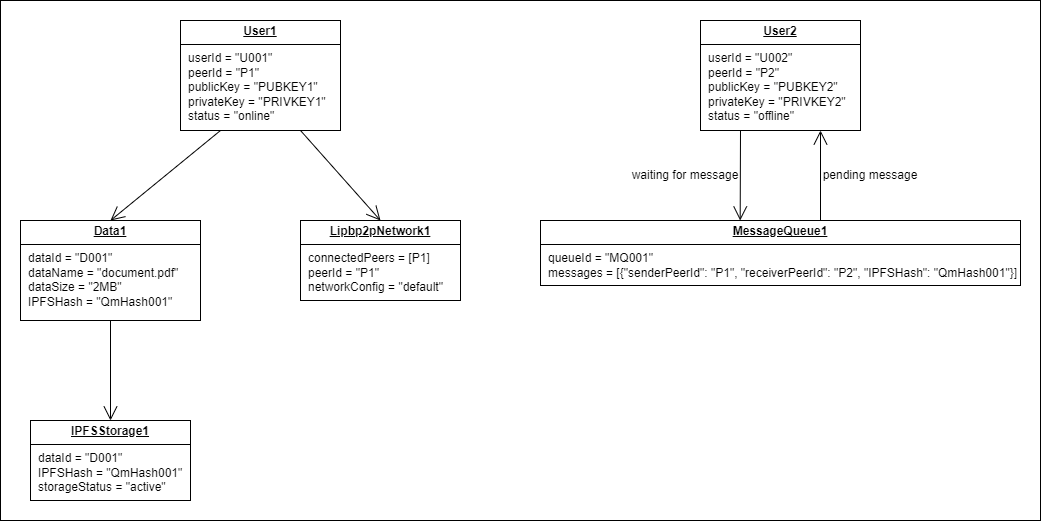 User1
userId = "U001"
peerId = "P1"
publicKey = "PUBKEY1"
privateKey = "PRIVKEY1"
status = "online"
User2
userId = "U002"
peerId = "P2"
publicKey = "PUBKEY2"
privateKey = "PRIVKEY2"
status = "offline"
waiting for message
pending message
Data1
dataId = "D001"
dataName = "document.pdf"
dataSize = "2MB"
IPFSHash = "QmHash001"
Lipbp2pNetwork1
connectedPeers = [P1]
peerId = "P1"
networkConfig = "default"
MessageQueue1
queueId = "MQ001"
messages = [{"senderPeerId": "P1", "receiverPeerId": "P2", "IPFSHash": "QmHash001"}]
IPFSStorage1
dataId = "D001"
IPFSHash = "QmHash001"
storageStatus = "active"